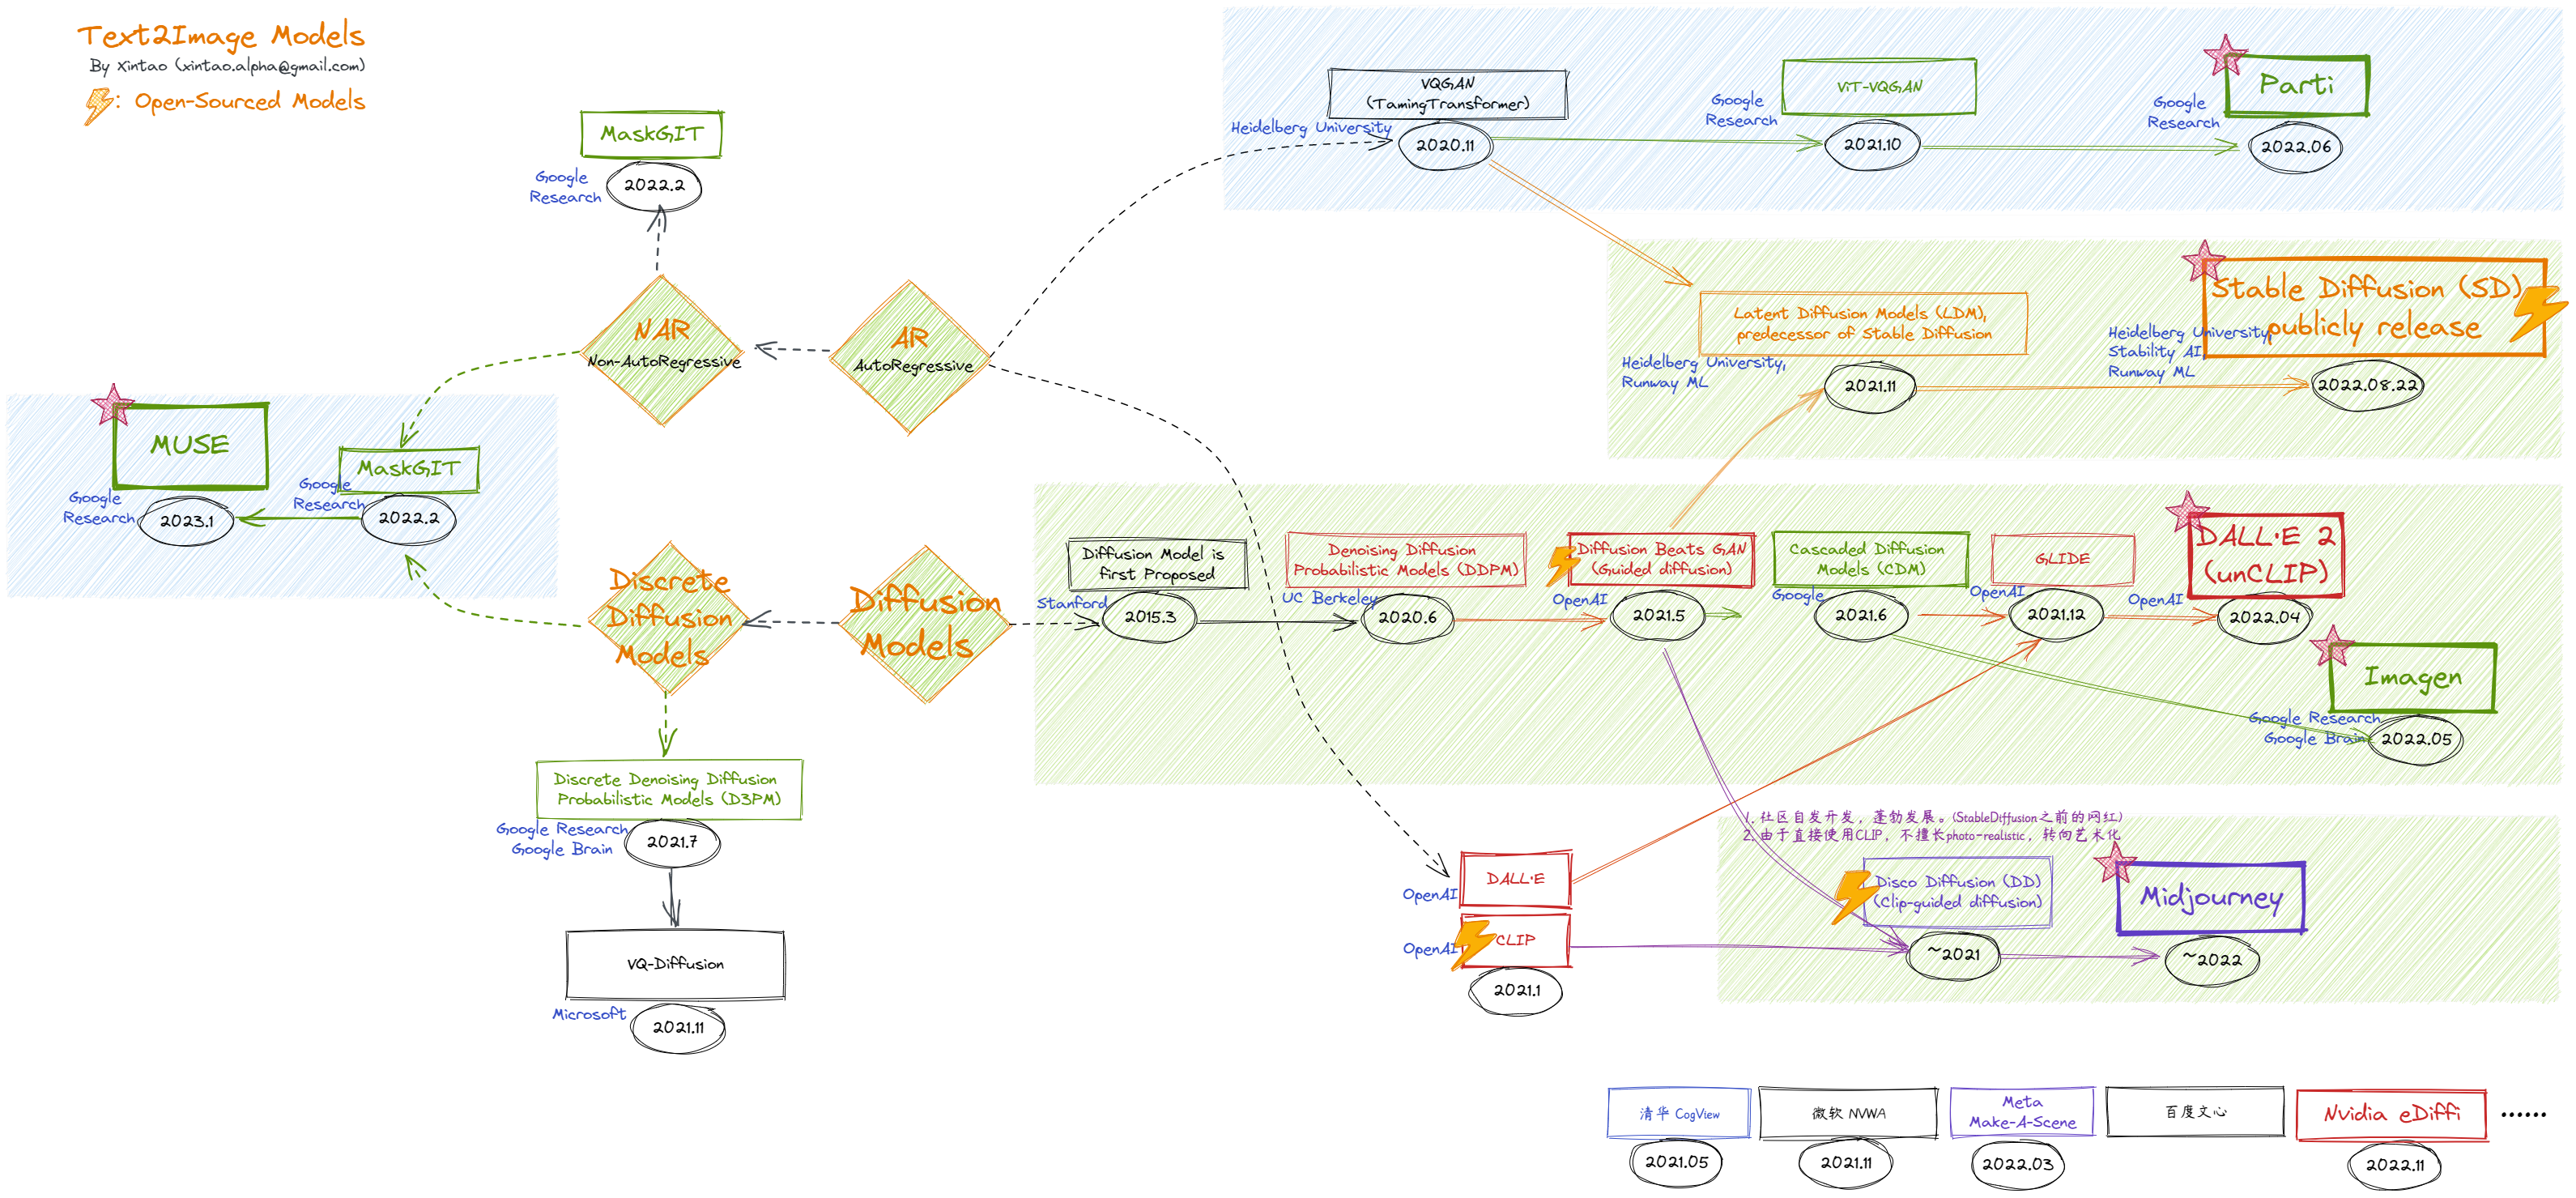 Text2Image Models
By Xintao (xintao.alpha@gmail.com)
: Open-Sourced Models
MaskGIT
Google
Research
2022.2
NAR
Non-AutoRegressive
AR
AutoRegressive
MUSE
Google
Research
2023.1
MaskGIT
Google
Research
2022.2
Discrete
Diffusion
Models
Diffusion
Models
Discrete Denoising Diffusion
Probabilistic Models (D3PM)
Google Research
Google Brain
2021.7
VQ-Diffusion
Microsoft
2021.11
VQGAN
(TamingTransformer)
Heidelberg University
2020.11
ViT-VQGAN
Google
Research
2021.10
Parti
Google
Research
2022.06
Latent Diffusion Models (LDM),
predecessor of Stable Diffusion
Heidelberg University,
Runway ML
2021.11
Stable Diffusion (SD)
publicly release
Heidelberg University,
Stability AI,
Runway ML
2022.08.22
Diffusion Model is
first Proposed
Stanford
2015.3
Denoising Diffusion
Probabilistic Models (DDPM)
UC Berkeley
2020.6
Diffusion Beats GAN
(Guided diffusion)
OpenAI
2021.5
Cascaded Diffusion
Models (CDM)
Google
2021.6
GLIDE
OpenAI
2021.12
DALL·E 2
(unCLIP)
OpenAI
2022.04
Imagen
Google Research
Google Brain
2022.05
1. 社区自发开发，蓬勃发展。(StableDiffusion之前的网红)
2. 由于直接使用CLIP，不擅长photo-realistic，转向艺术化
DALL·E
OpenAI
CLIP
OpenAI
2021.1
Disco Diffusion (DD)
(Clip-guided diffusion)
~2021
Midjourney
~2022
清华 CogView
2021.05
微软 NVWA
2021.11
Meta
Make-A-Scene
2022.03
百度文心
Nvidia eDiffi
2022.11
......